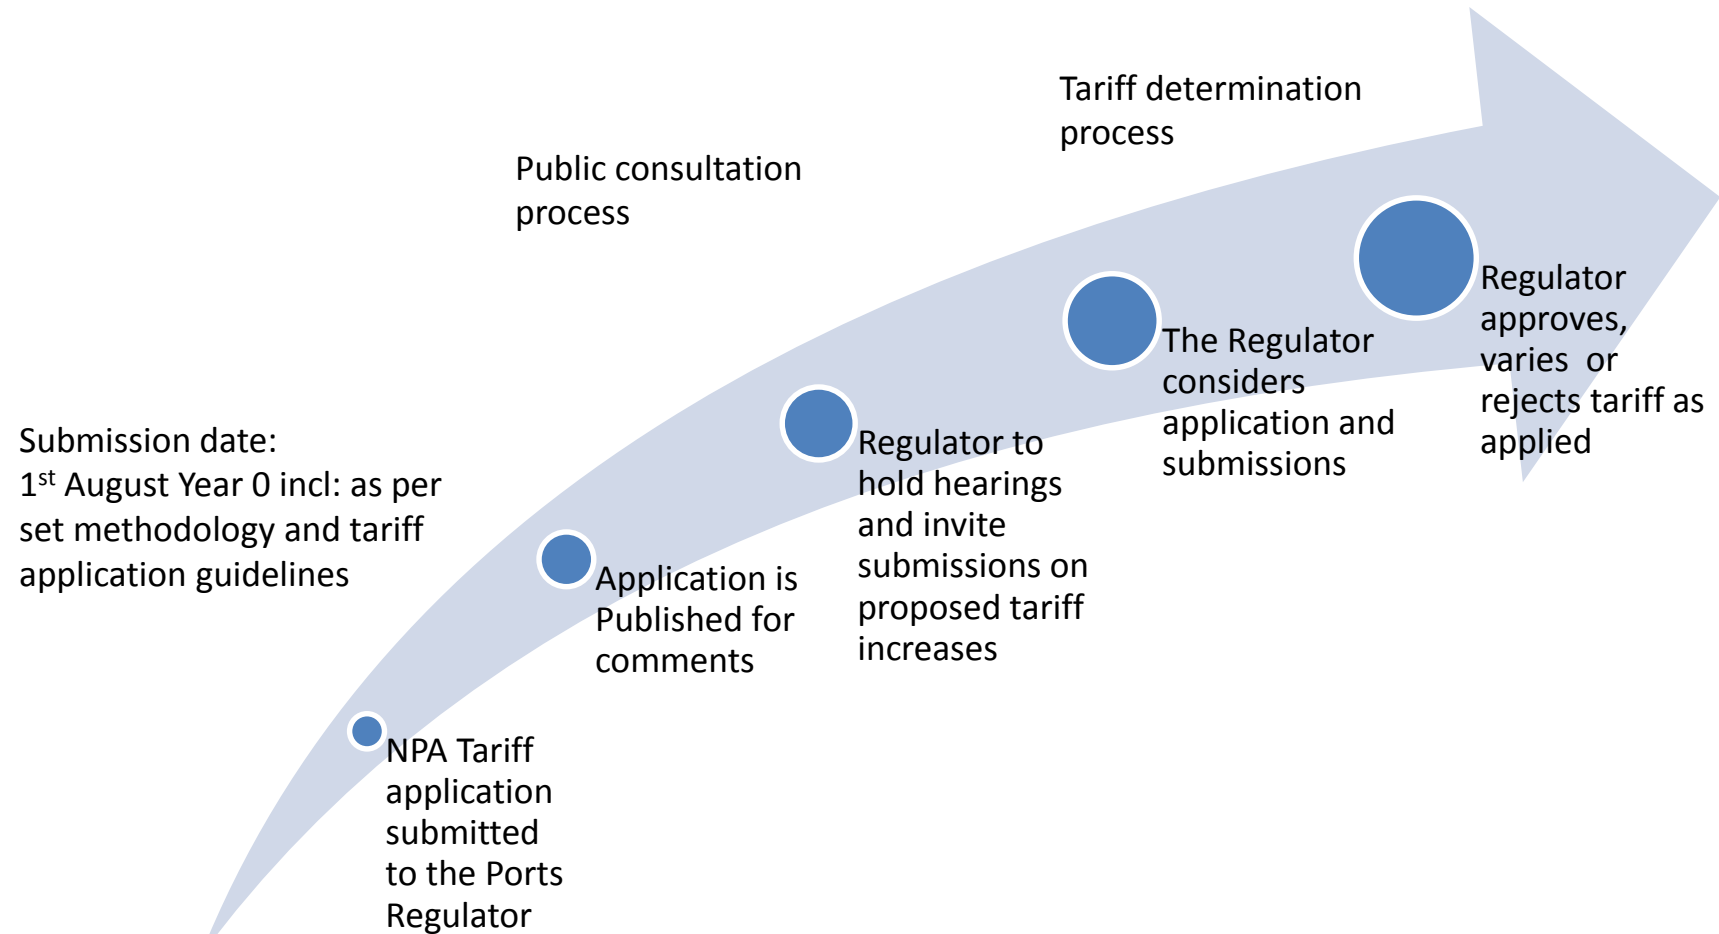 Tariff determination
process
Public consultation
process
Submission date:
1st August Year 0 incl: as per
set methodology and tariff
application guidelines
NPA Tariff
application
submitted
to the Ports
Regulator
Application is
Published for
comments
Regulator to
hold hearings
and invite
submissions on
proposed tariff
increases
The Regulator
considers
application and
submissions
Regulator
approves,
varies  or
rejects tariff as
applied